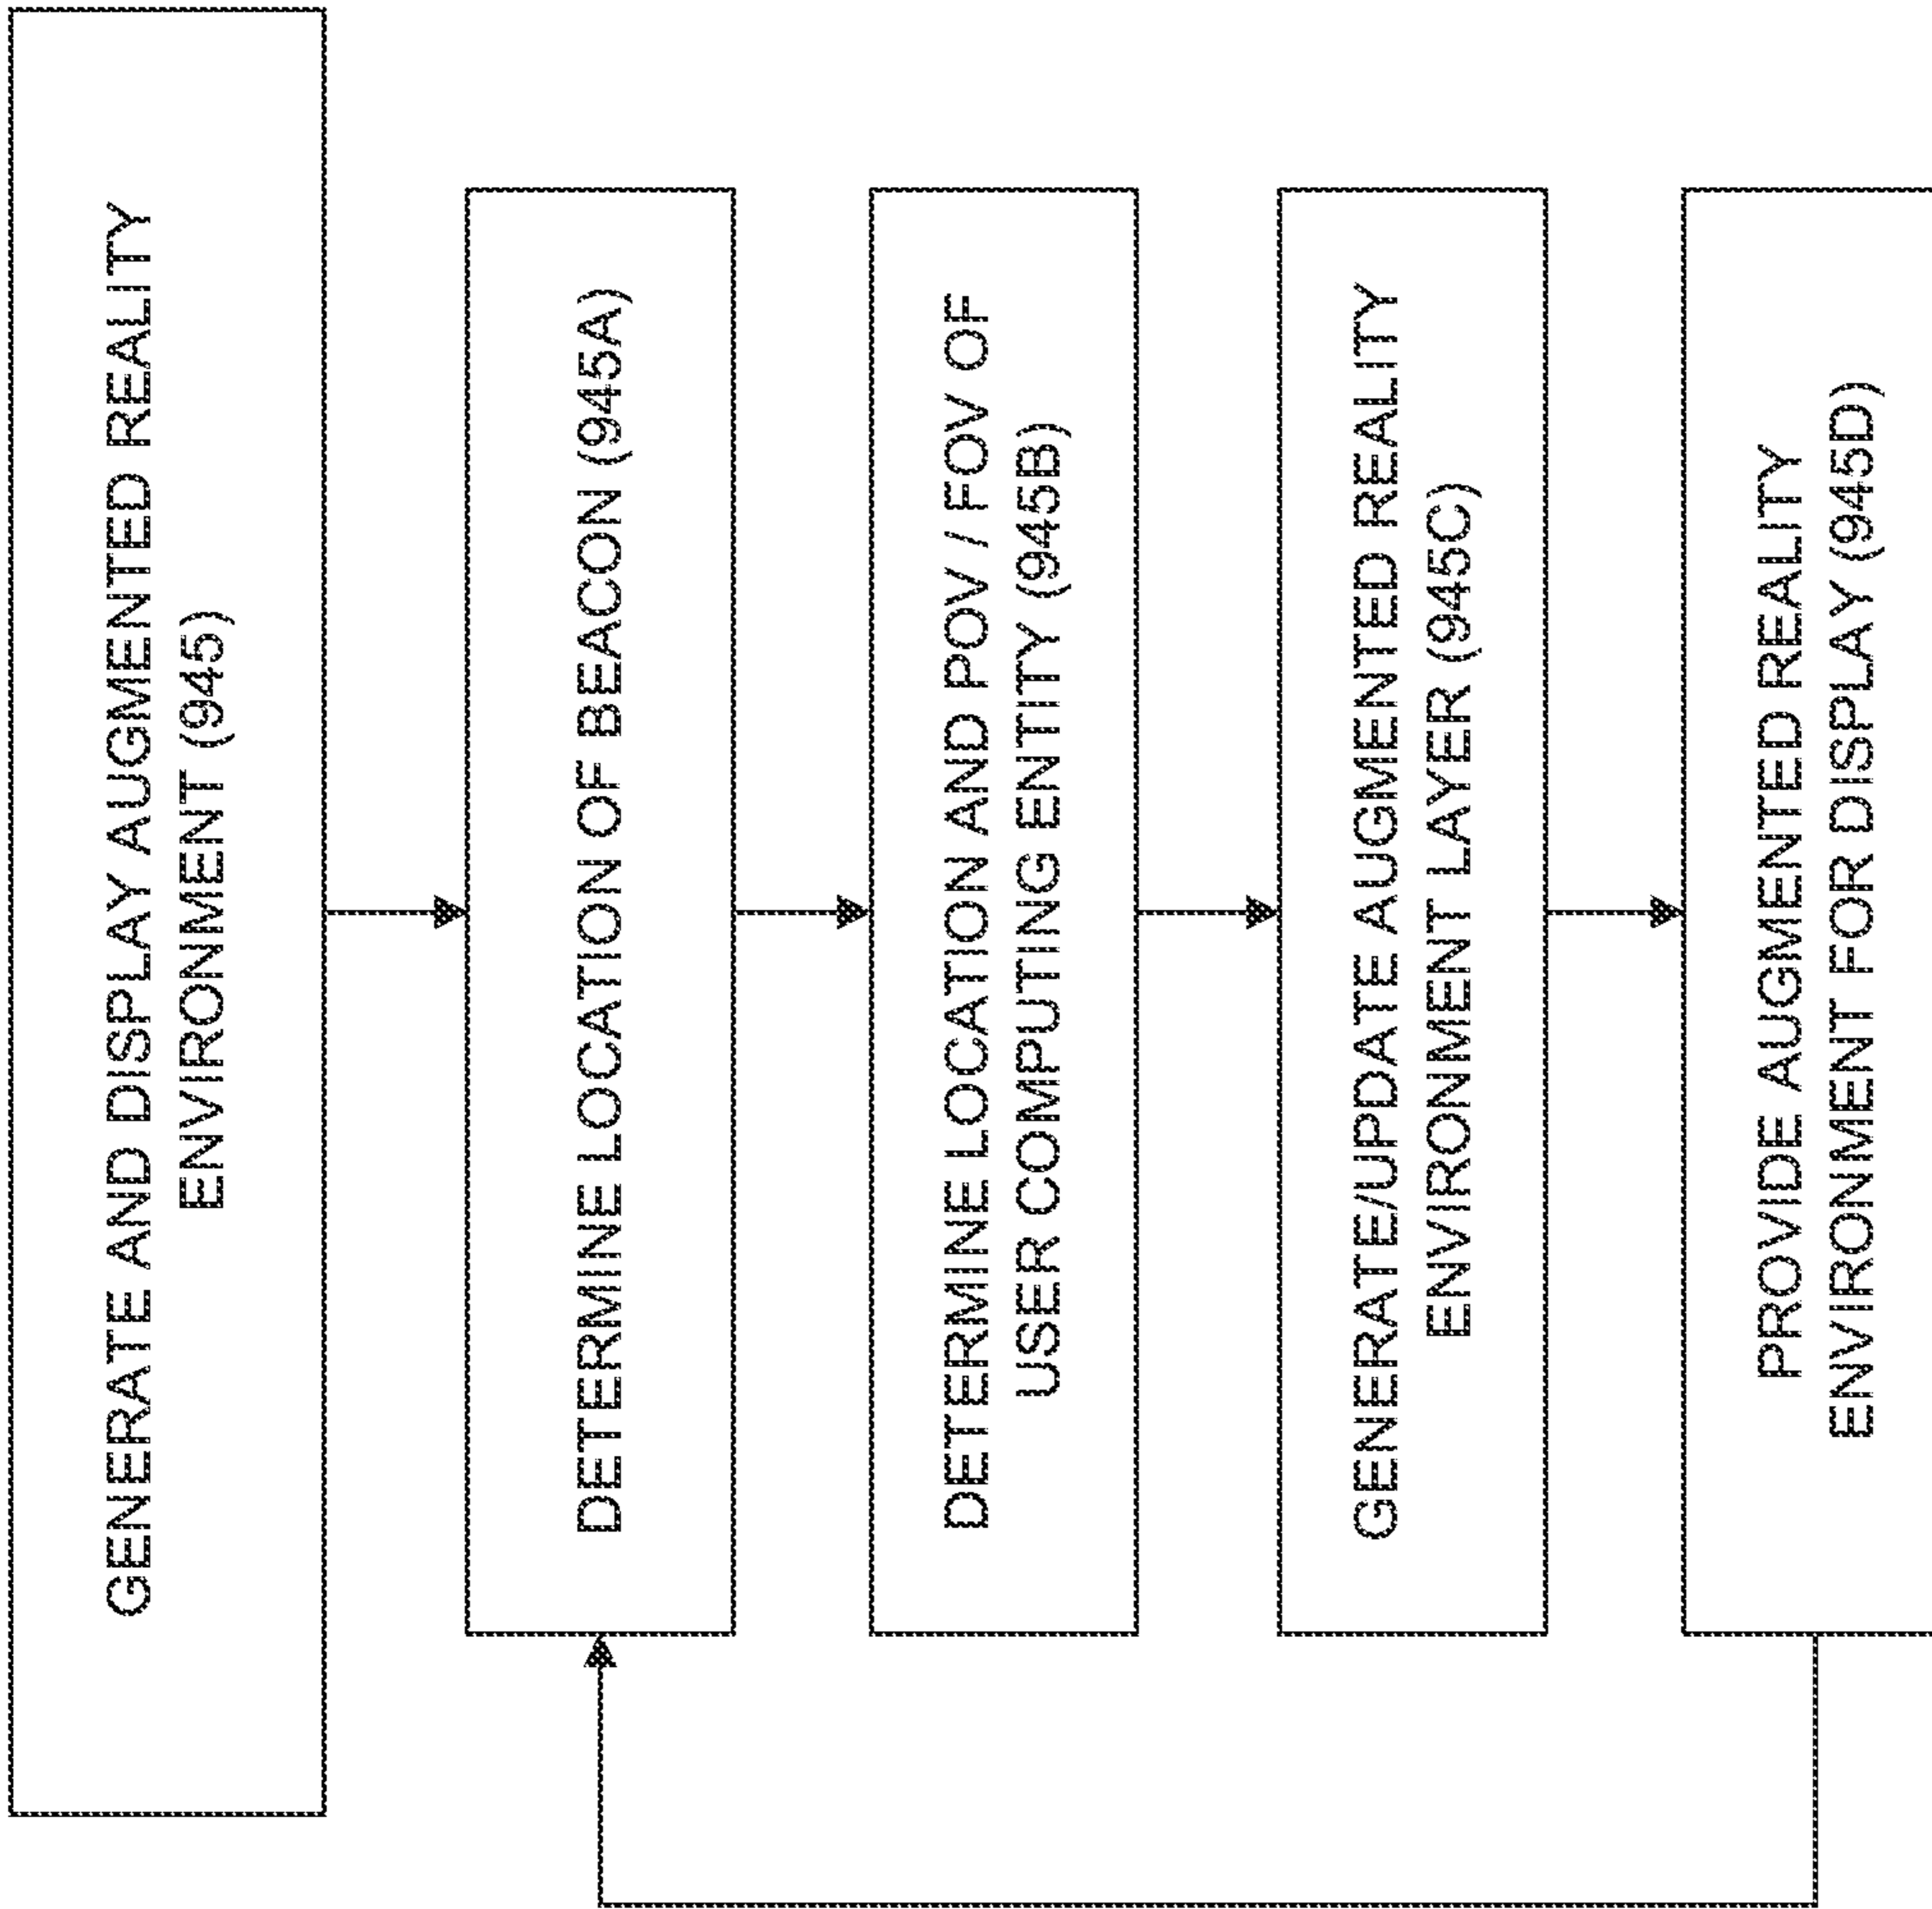 GENERATE AND DISPLAY AUGMENTED REALITY
ENVIRONMENT (945)
DETERMINE LOCATION OF BEACON (945A)
DETERMINE LOCATION AND POV / FOV OF
USER COMPUTING ENTITY (945B)
GENERATE/UPDATE AUGMENTED REALITY
ENVIRONMENT LAYER (945C)
PROVIDE AUGMENTED REALITY
ENVIRONMENT FOR DISPLAY (945D)